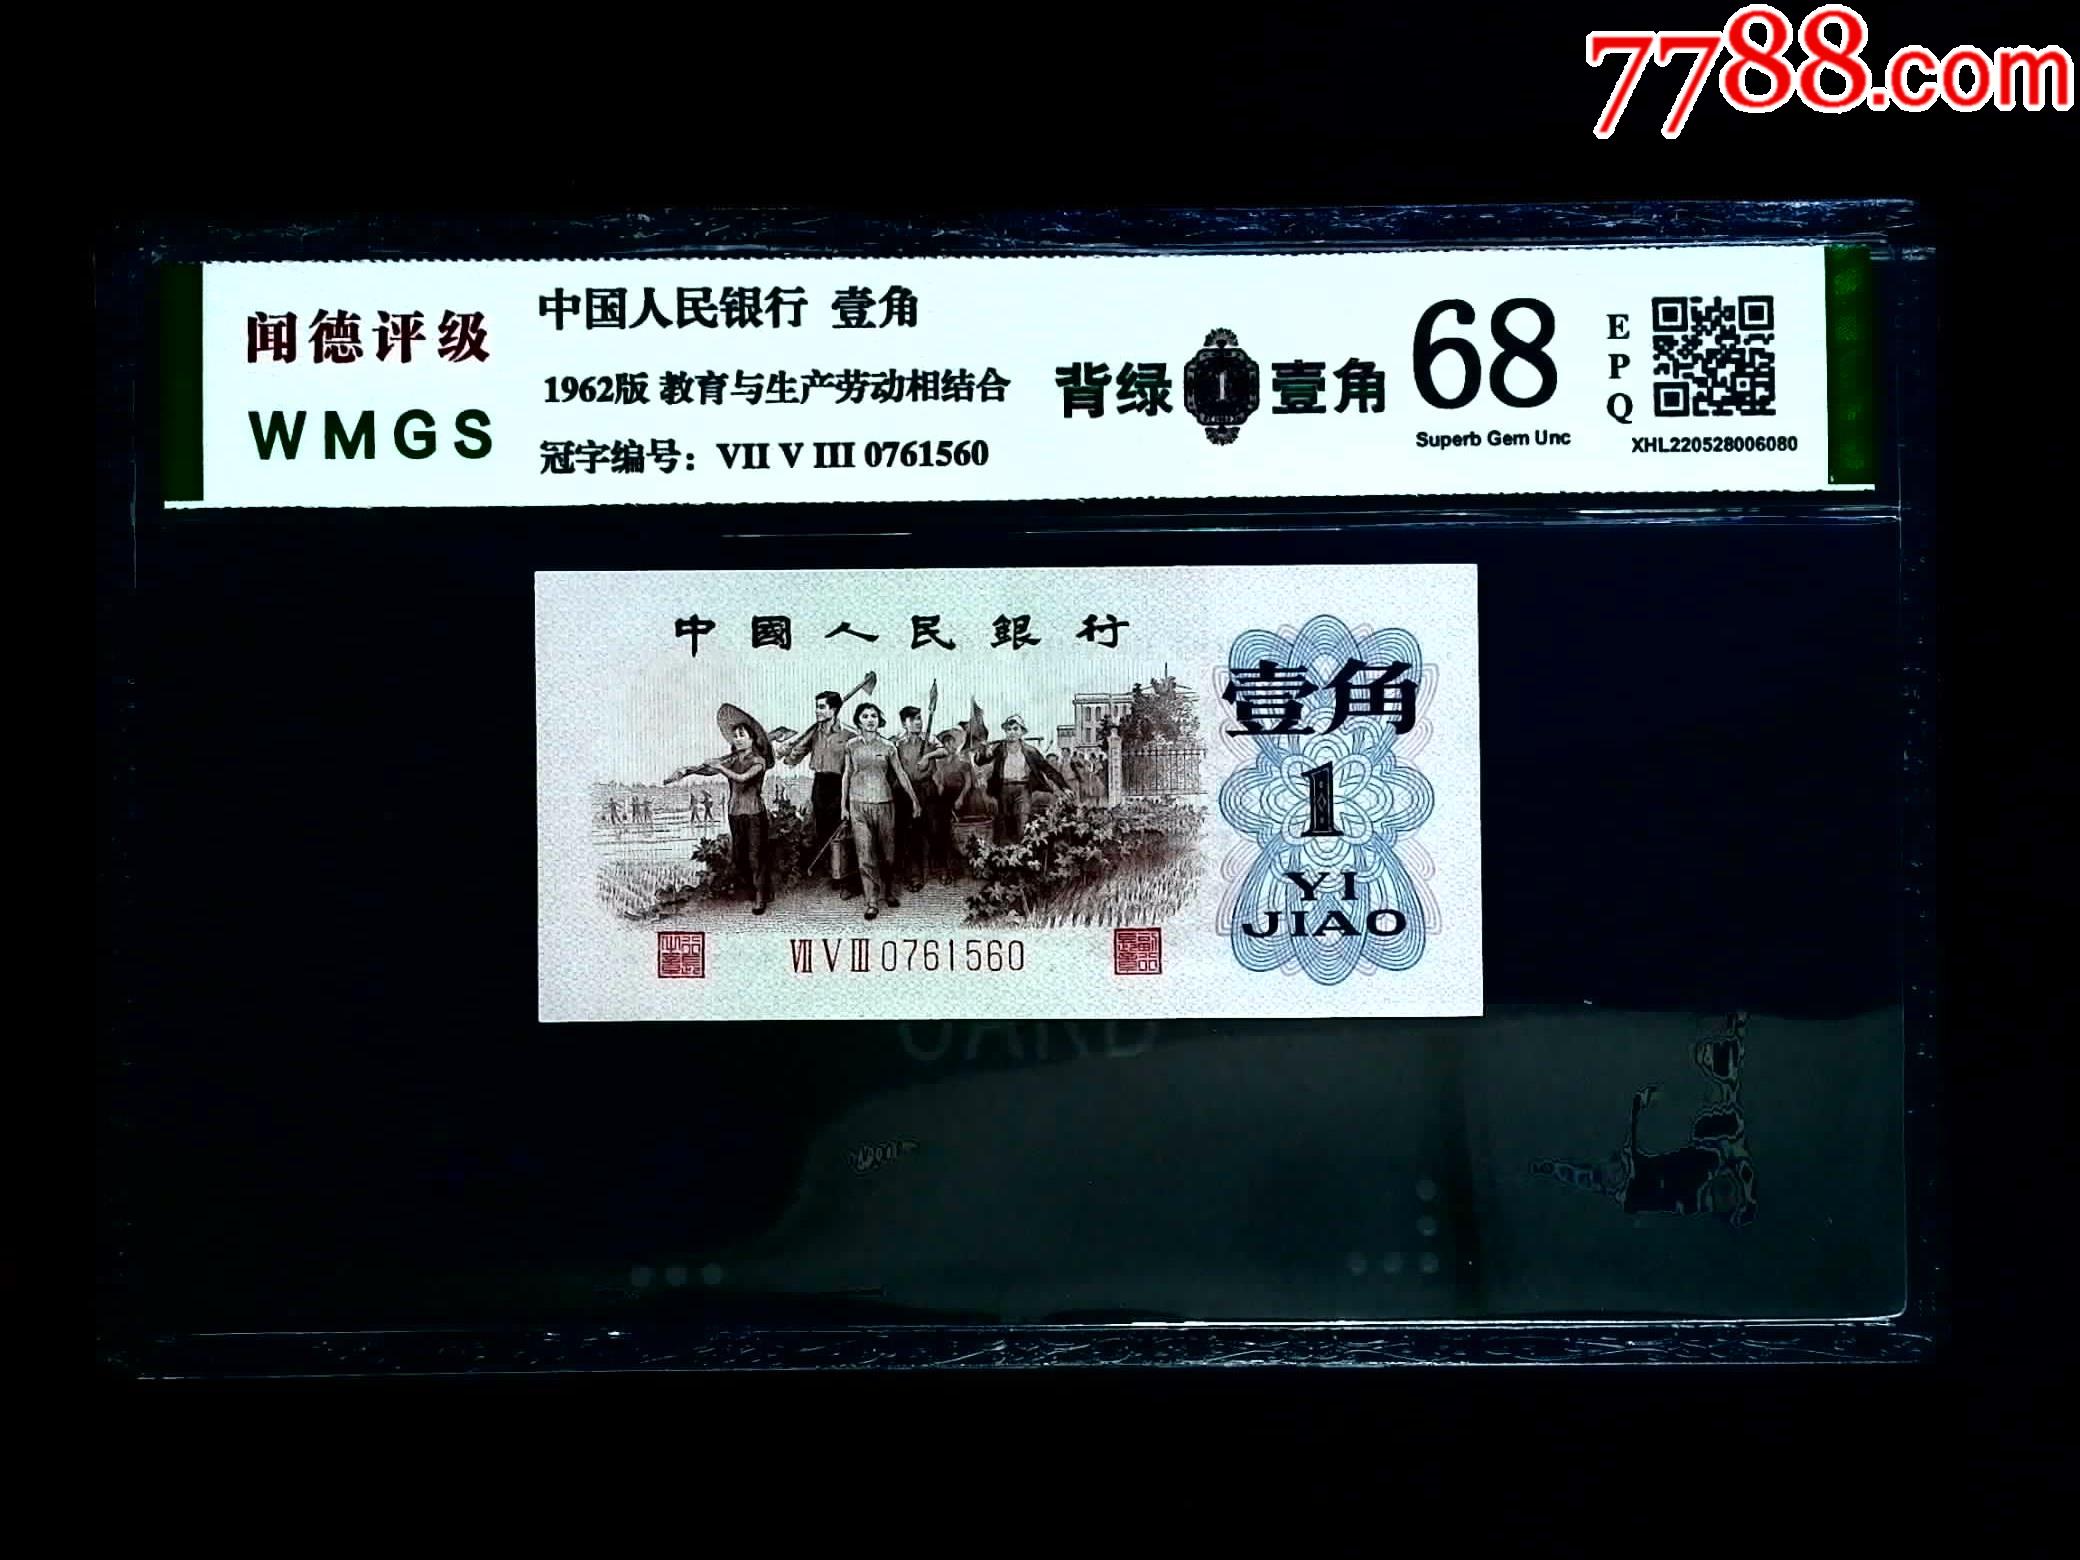 7788.com
闻德评级
WMGS
中国人民银行 壹角
1962版 教育与生产劳动相结合
冠字编号：VII V III 0761560
背绿 1 壹角
68
EPQ
Superb Gem Unc
XHL220528006080
中國人民銀行
壹角
1
YI
JIAO
VII V III 0761560